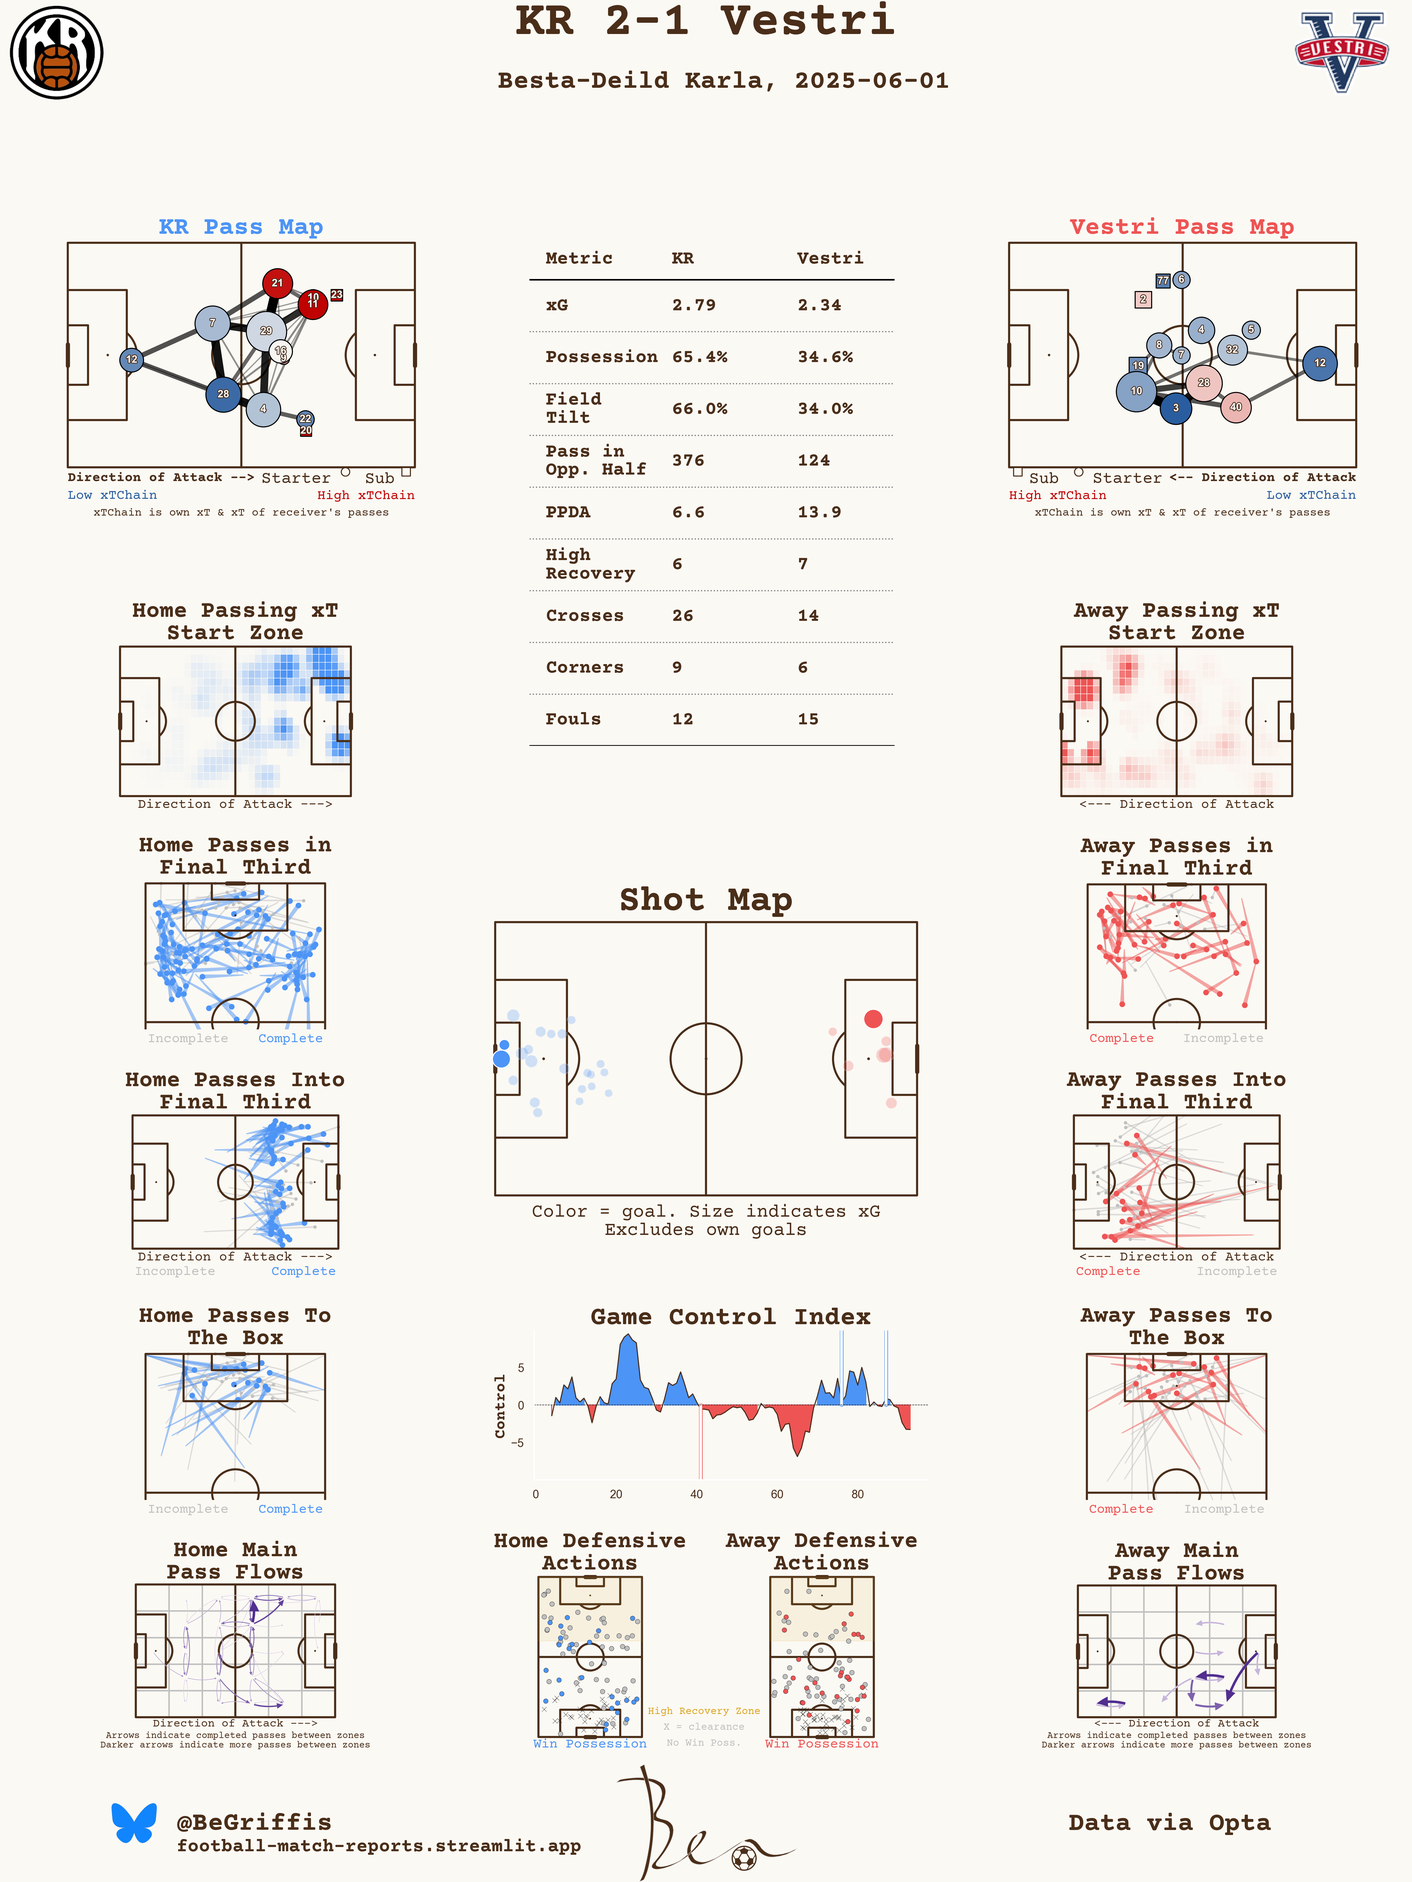 KR 2-1 Vestri
Besta-Deild Karla, 2025-06-01
KR
VESTRI
KR Pass Map
21
10
11
23
7
29
16
9
12
28
4
22
20
Direction of Attack --> Starter Sub
Low xTChain High xTChain
xTChain is own xT & xT of receiver's passes
Metric KR Vestri
xG 2.79 2.34
Possession 65.4% 34.6%
Field
Tilt 66.0% 34.0%
Pass in
Opp. Half 376 124
PPDA 6.6 13.9
High
Recovery 6 7
Crosses 26 14
Corners 9 6
Fouls 12 15
Vestri Pass Map
77
6
2
4
5
8
7
32
19
12
28
10
3
40
Sub Starter <-- Direction of Attack
High xTChain Low xTChain
xTChain is own xT & xT of receiver's passes
Home Passing xT
Start Zone
Direction of Attack --->
Away Passing xT
Start Zone
<--- Direction of Attack
Home Passes in
Final Third
Incomplete Complete
Away Passes in
Final Third
Complete Incomplete
Shot Map
Color = goal. Size indicates xG
Excludes own goals
Home Passes Into
Final Third
Direction of Attack --->
Incomplete Complete
Away Passes Into
Final Third
<--- Direction of Attack
Complete Incomplete
Home Passes To
The Box
Incomplete Complete
Game Control Index
Control
5
0
−5
0 20 40 60 80
Away Passes To
The Box
Complete Incomplete
Home Main
Pass Flows
Direction of Attack --->
Arrows indicate completed passes between zones
Darker arrows indicate more passes between zones
Home Defensive
Actions
Win Possession
High Recovery Zone
X = clearance
No Win Poss.
Away Defensive
Actions
Win Possession
Away Main
Pass Flows
<--- Direction of Attack
Arrows indicate completed passes between zones
Darker arrows indicate more passes between zones
@BeGriffis
football-match-reports.streamlit.app
Ben
Data via Opta